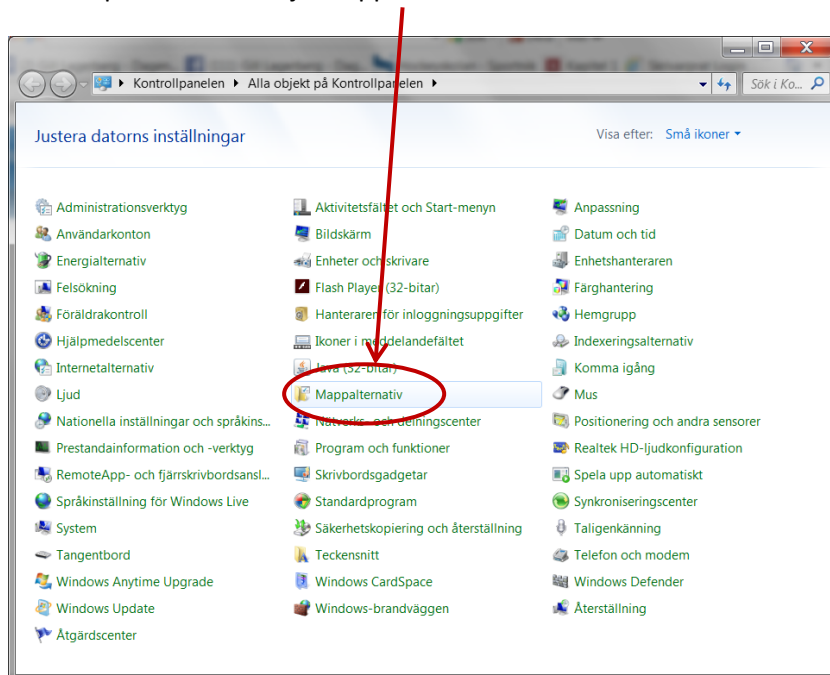 Kontrollpanelen ▸ Alla objekt på Kontrollpanelen ▸
Sök i Ko...
Justera datorns inställningar
Visa efter: Små ikoner
Administrationsverktyg
Användarkonton
Energialternativ
Felsökning
Föräldrakontroll
Hjälpmedelscenter
Internetalternativ
Ljud
Nationella inställningar och språkins...
Prestandainformation och -verktyg
RemoteApp- och fjärrskrivbordsansl...
Språkinställning för Windows Live
System
Tangentbord
Windows Anytime Upgrade
Windows Update
Åtgärdscenter
Aktivitetsfältet och Start-menyn
Bildskärm
Enheter och skrivare
Flash Player (32-bitar)
Hanteraren för inloggningsuppgifter
Ikoner i meddelandefältet
Java (32-bitar)
Mappalternativ
Nätverks- och delningscenter
Program och funktioner
Skrivbordsgadgetar
Standardprogram
Säkerhetskopiering och återställning
Teckensnitt
Windows CardSpace
Windows-brandväggen
Anpassning
Datum och tid
Enhetshanteraren
Färghantering
Hemgrupp
Indexeringsalternativ
Komma igång
Mus
Positionering och andra sensorer
Realtek HD-ljudkonfiguration
Spela upp automatiskt
Synkroniseringscenter
Taligenkänning
Telefon och modem
Windows Defender
Återställning